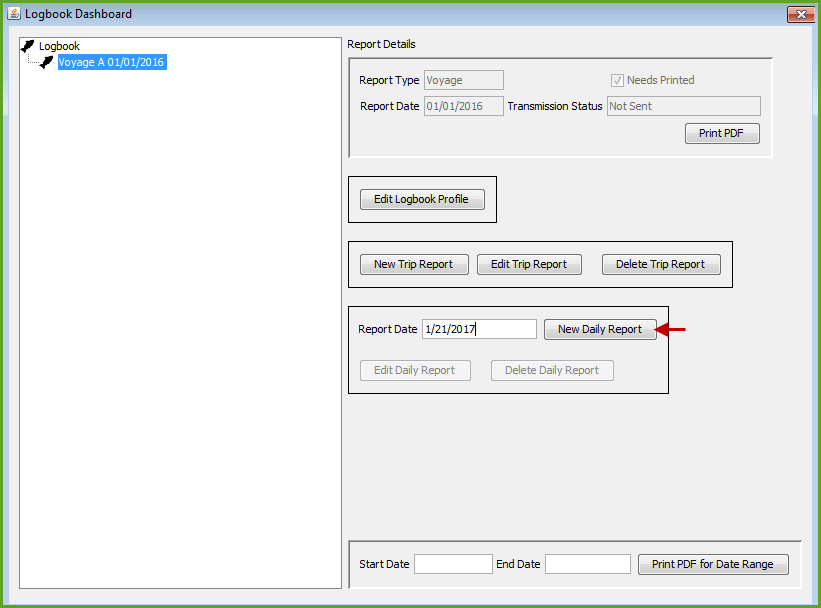 Logbook Dashboard
Logbook
Voyage A 01/01/2016
Report Details
Report Type Voyage Needs Printed
Report Date 01/01/2016 Transmission Status Not Sent
Print PDF
Edit Logbook Profile
New Trip Report Edit Trip Report Delete Trip Report
Report Date 1/21/2017 New Daily Report
Edit Daily Report Delete Daily Report
Start Date End Date Print PDF for Date Range